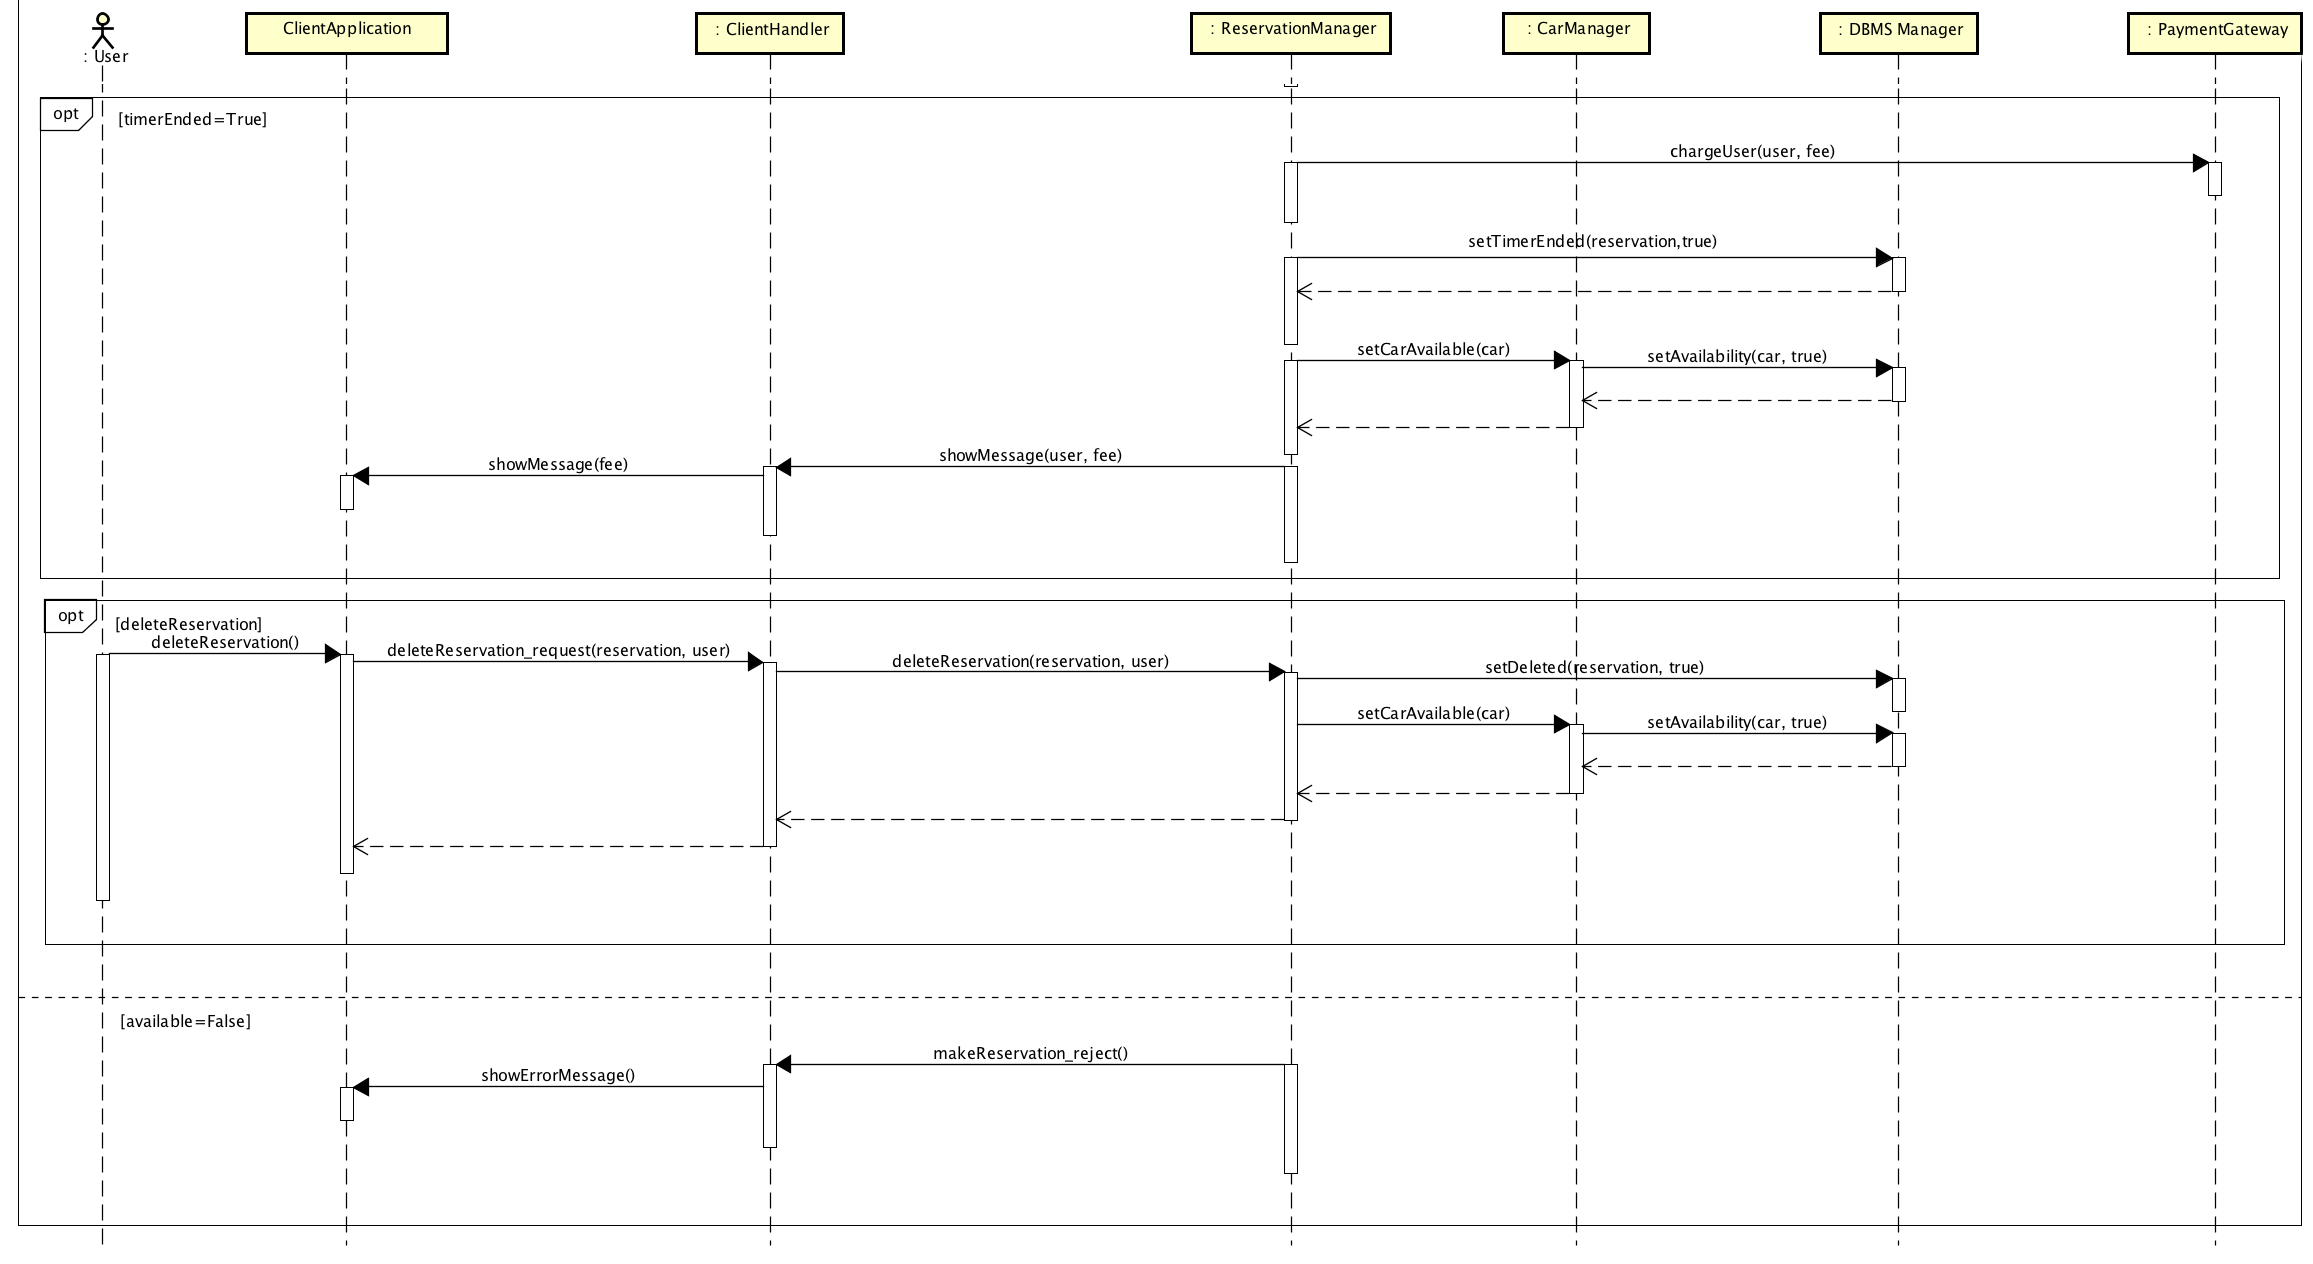 : User
ClientApplication
: ClientHandler
: ReservationManager
: CarManager
: DBMS Manager
: PaymentGateway
opt
[timerEnded=True]
chargeUser(user, fee)
setTimerEnded(reservation,true)
setCarAvailable(car)
setAvailability(car, true)
showMessage(user, fee)
showMessage(fee)
opt
[deleteReservation]
deleteReservation()
deleteReservation_request(reservation, user)
deleteReservation(reservation, user)
setDeleted(reservation, true)
setCarAvailable(car)
setAvailability(car, true)
[available=False]
makeReservation_reject()
showErrorMessage()